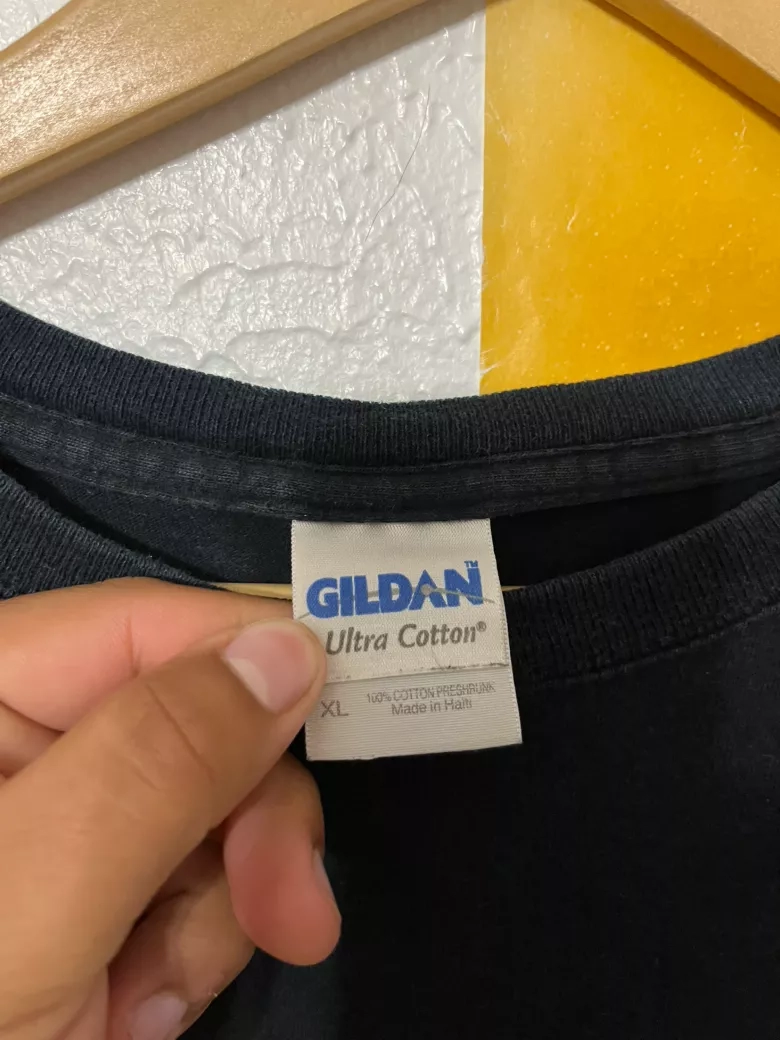 GILDAN™
Ultra Cotton®
100% COTTON PRESHRUNK
XL Made in Haiti